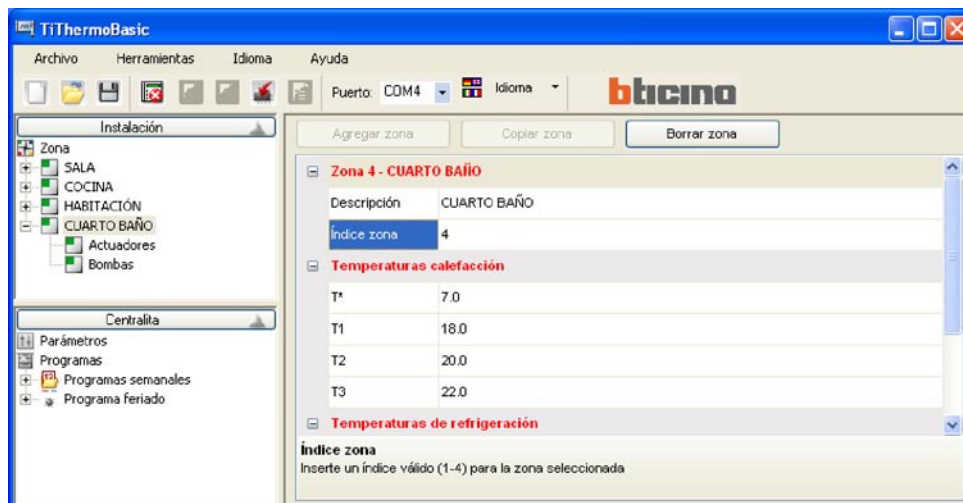 TiThermoBasic
Archivo Herramientas Idioma Ayuda
Puerto: COM4 Idioma bticino
Instalación
Zona
SALA
COCINA
HABITACIÓN
CUARTO BAÑO
Actuadores
Bombas
Centralita
Parámetros
Programas
Programas semanales
Programa feriado
Agregar zona Copiar zona Borrar zona
Zona 4 - CUARTO BAÑO
Descripción CUARTO BAÑO
Índice zona 4
Temperaturas calefacción
T* 7.0
T1 18.0
T2 20.0
T3 22.0
Temperaturas de refrigeración
Índice zona
Inserte un índice válido (1-4) para la zona seleccionada